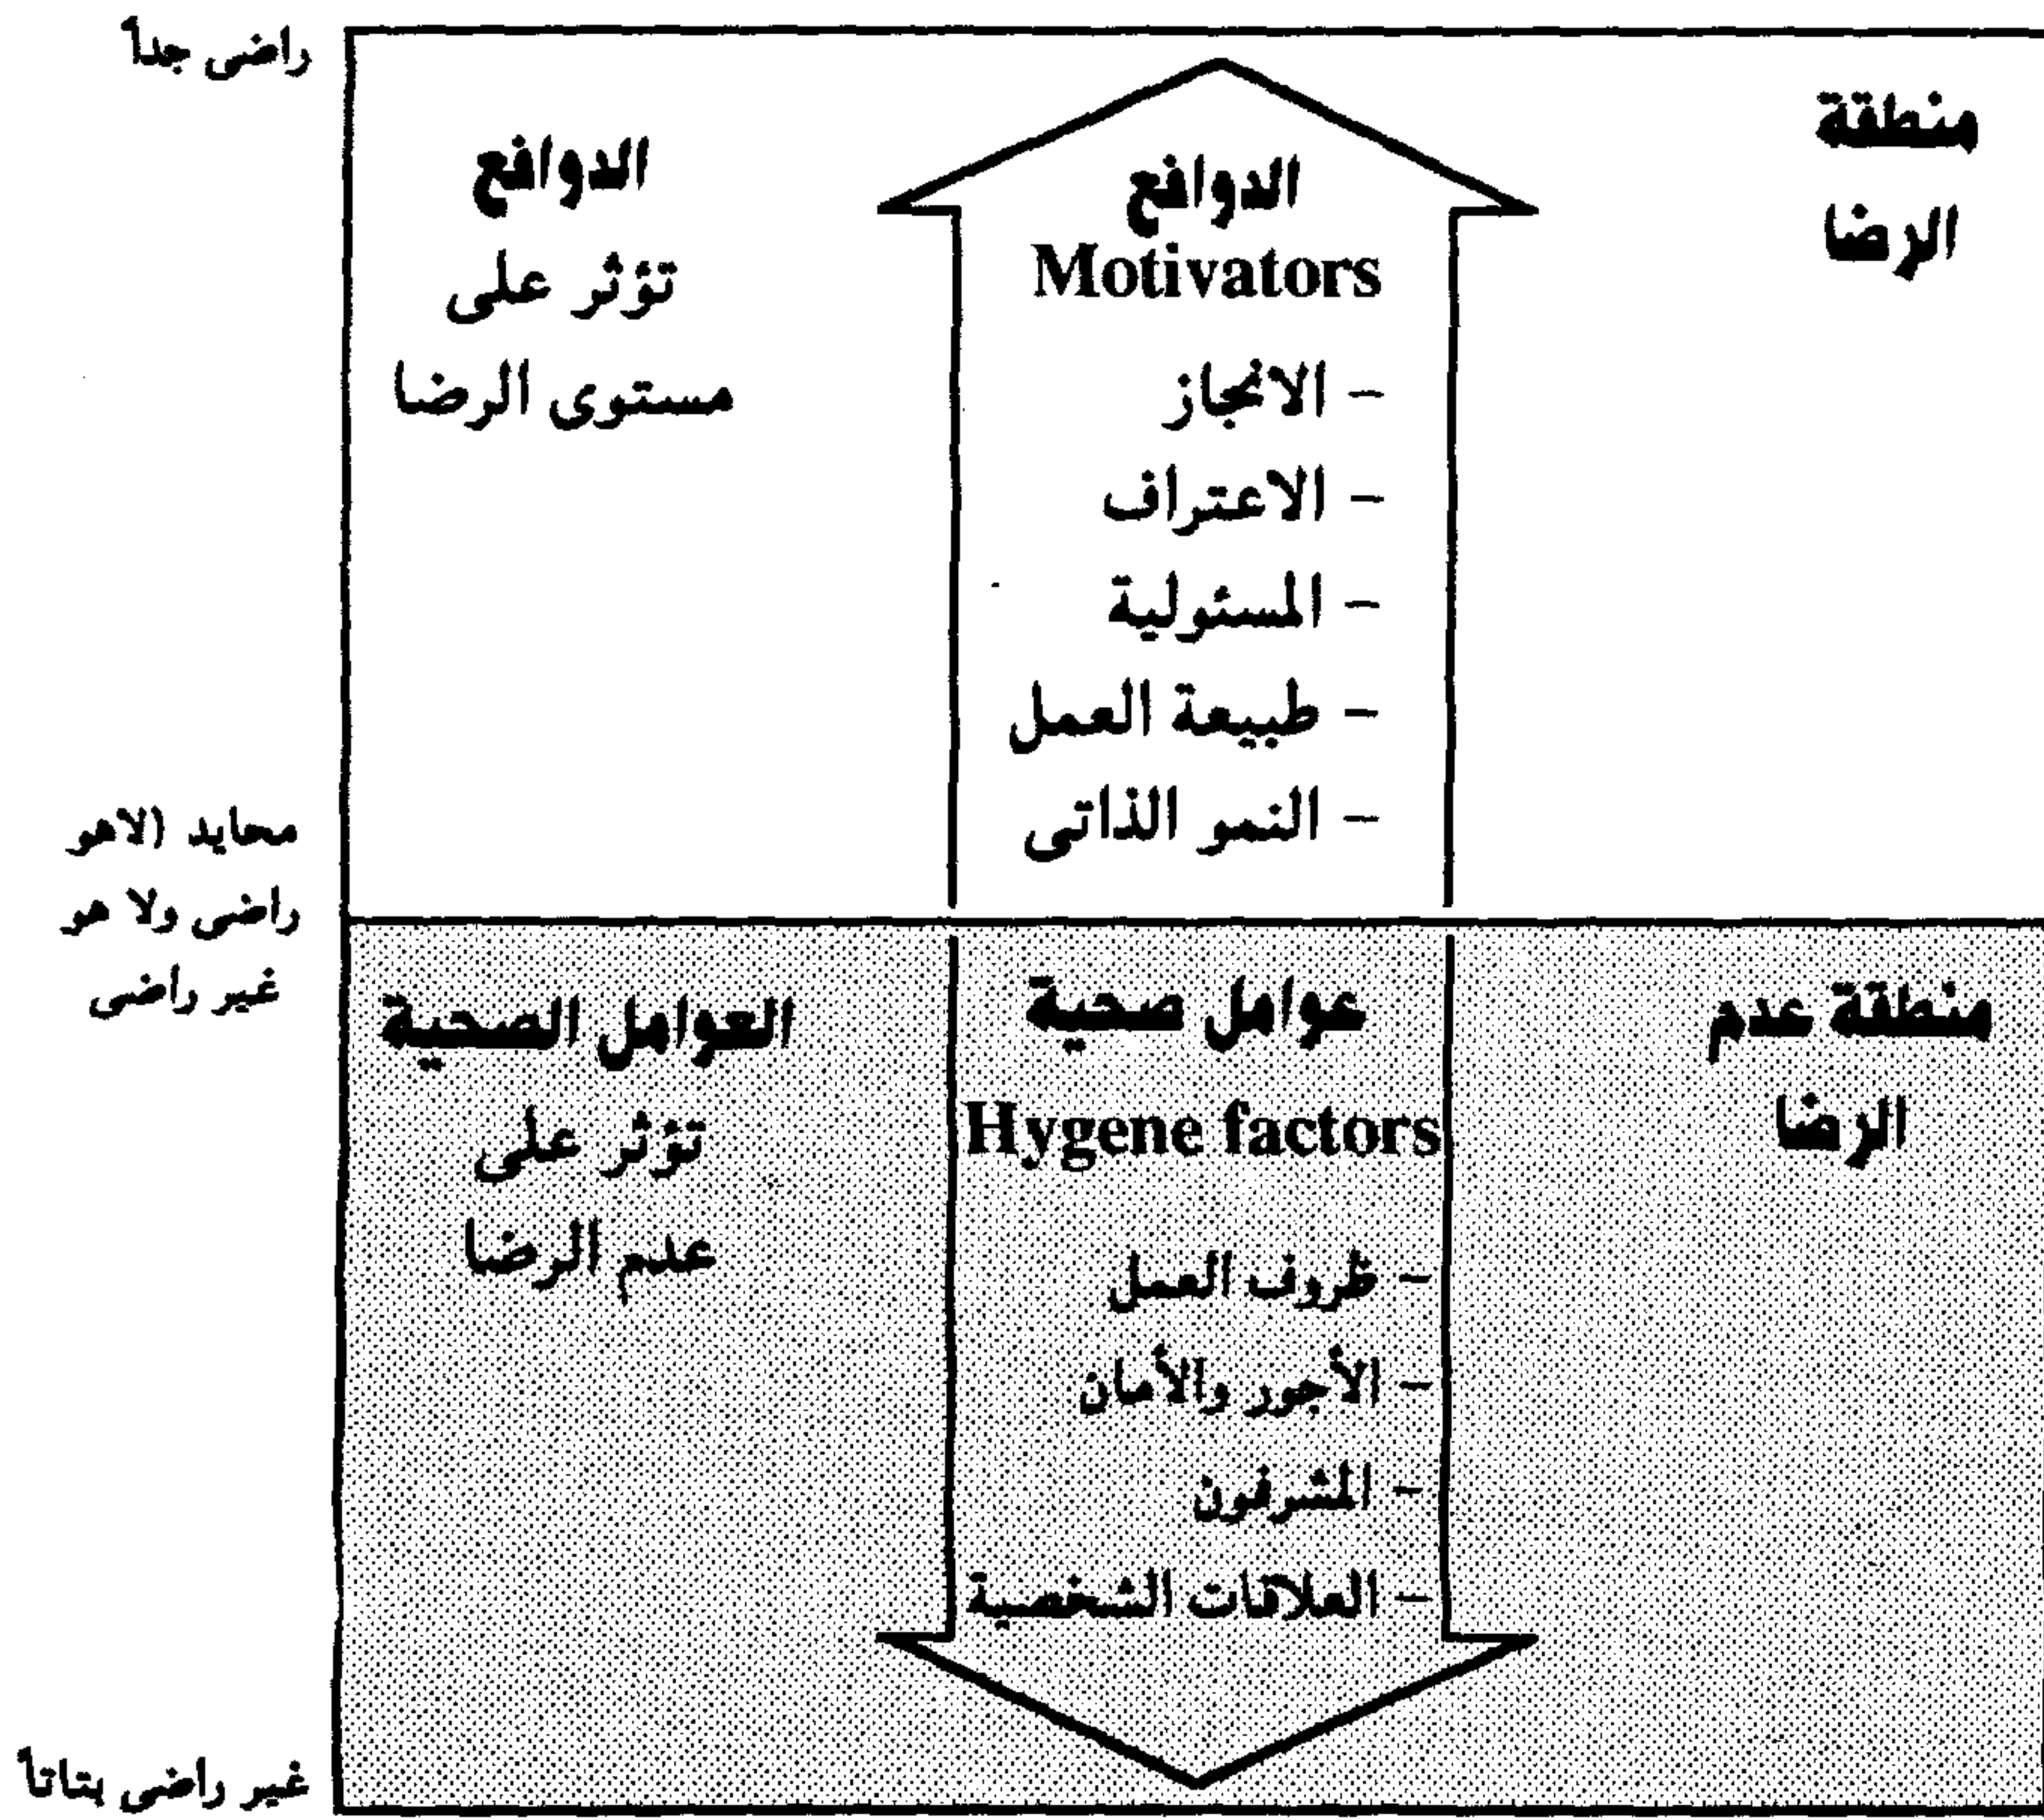 راضى جداً
منطقة
الرضا
الدوافع
Motivators
- الانجاز
- الاعتراف
- المسئولية
- طبيعة العمل
- النمو الذاتى
الدوافع
تؤثر على
مستوى الرضا
محايد (لاهو
راضى ولا هو
غير راضى
منطقة عدم
الرضا
عوامل صحية
Hygene factors
- ظروف العمل
- الأجور والأمان
- المشرفون
- العلاقات الشخصية
العوامل الصحية
تؤثر على
عدم الرضا
غير راضى بتاتاً